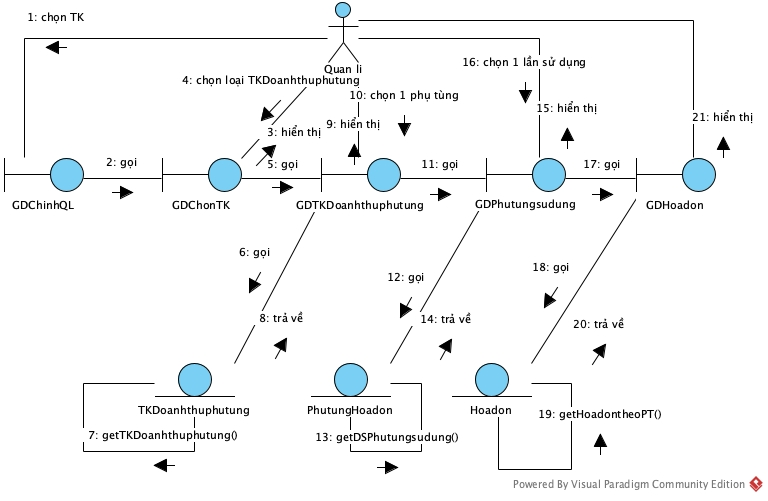 1: chọn TK
Quan li
4: chọn loại TKDoanhthuphutung
16: chọn 1 lần sử dụng
10: chọn 1 phụ tùng
15: hiển thị
9: hiển thị
3: hiển thị
21: hiển thị
2: gọi
5: gọi
11: gọi
17: gọi
GDChinhQL
GDChonTK
GDTKDoanhthuphutung
GDPhutungsudung
GDHoadon
6: gọi
12: gọi
18: gọi
8: trả về
14: trả về
20: trả về
TKDoanhthuphutung
PhutungHoadon
Hoadon
7: getTKDoanhthuphutung()
13: getDSPhutungsudung()
19: getHoadontheoPT()
Powered By Visual Paradigm Community Edition